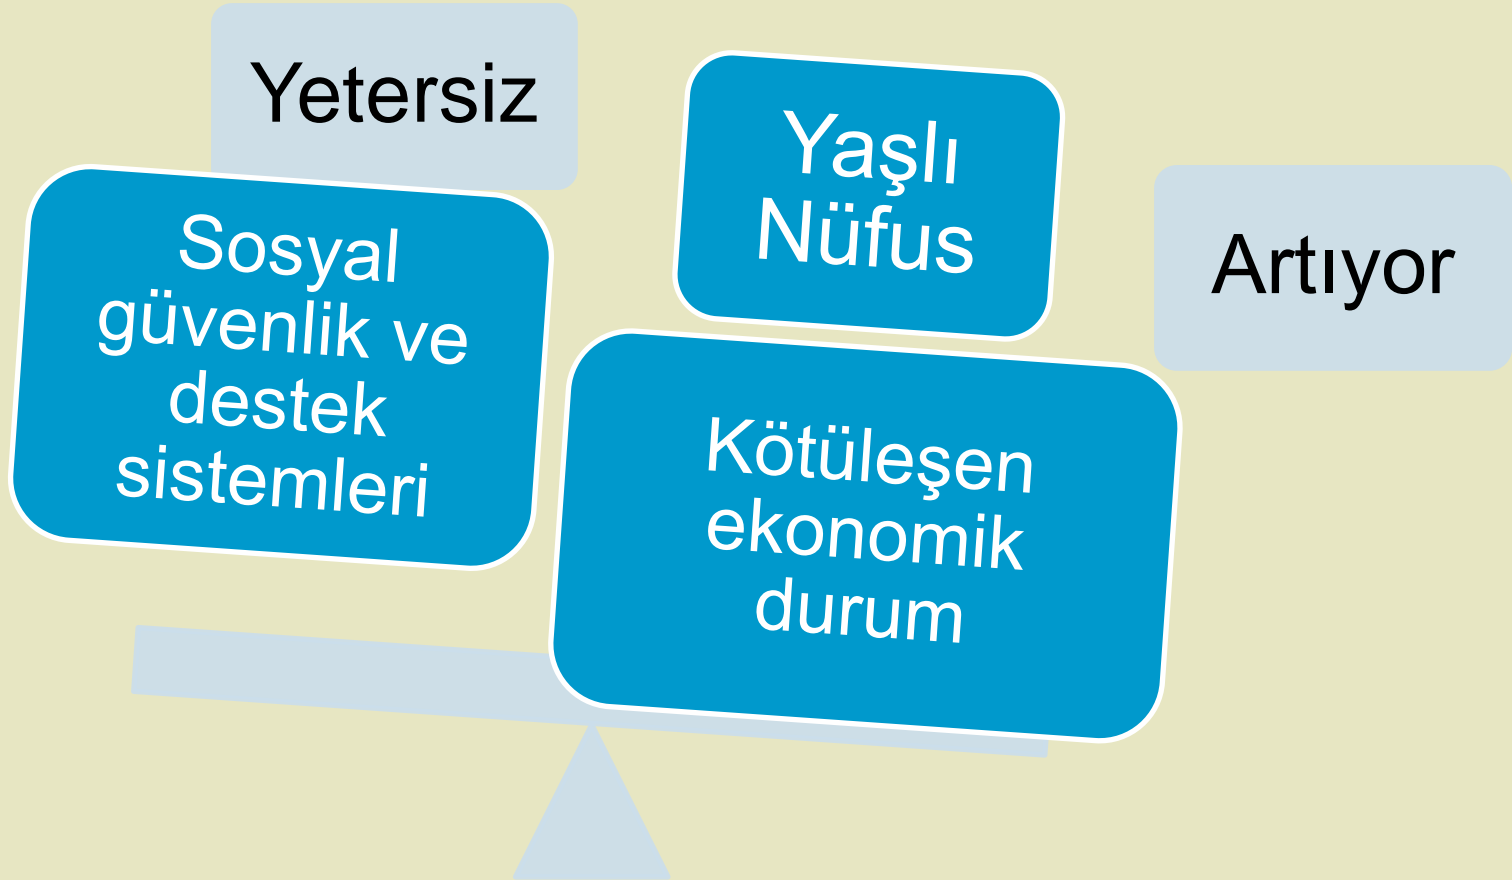 Yetersiz
Sosyal
güvenlik ve
destek
sistemleri
Yaşlı
Nüfus
Artıyor
Kötüleşen
ekonomik
durum